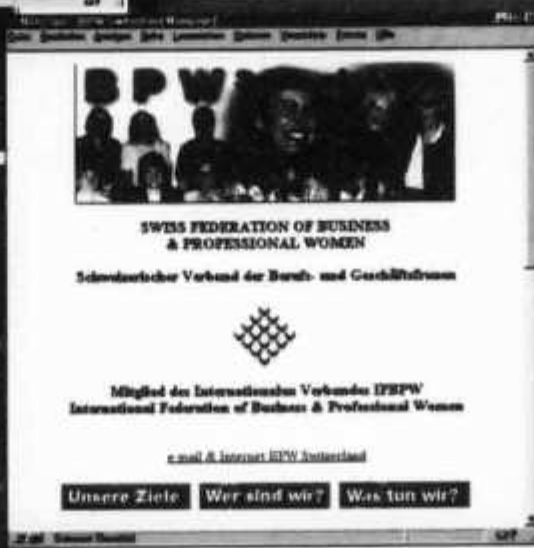 BPW
SWISS FEDERATION OF BUSINESS
& PROFESSIONAL WOMEN
Schweizerischer Verband der Berufs- und Geschäftsfrauen
Mitglied des Internationalen Verbandes IFBPW
International Federation of Business & Professional Women
e-mail & Internet BPW Switzerland
Unsere Ziele Wer sind wir? Was tun wir?